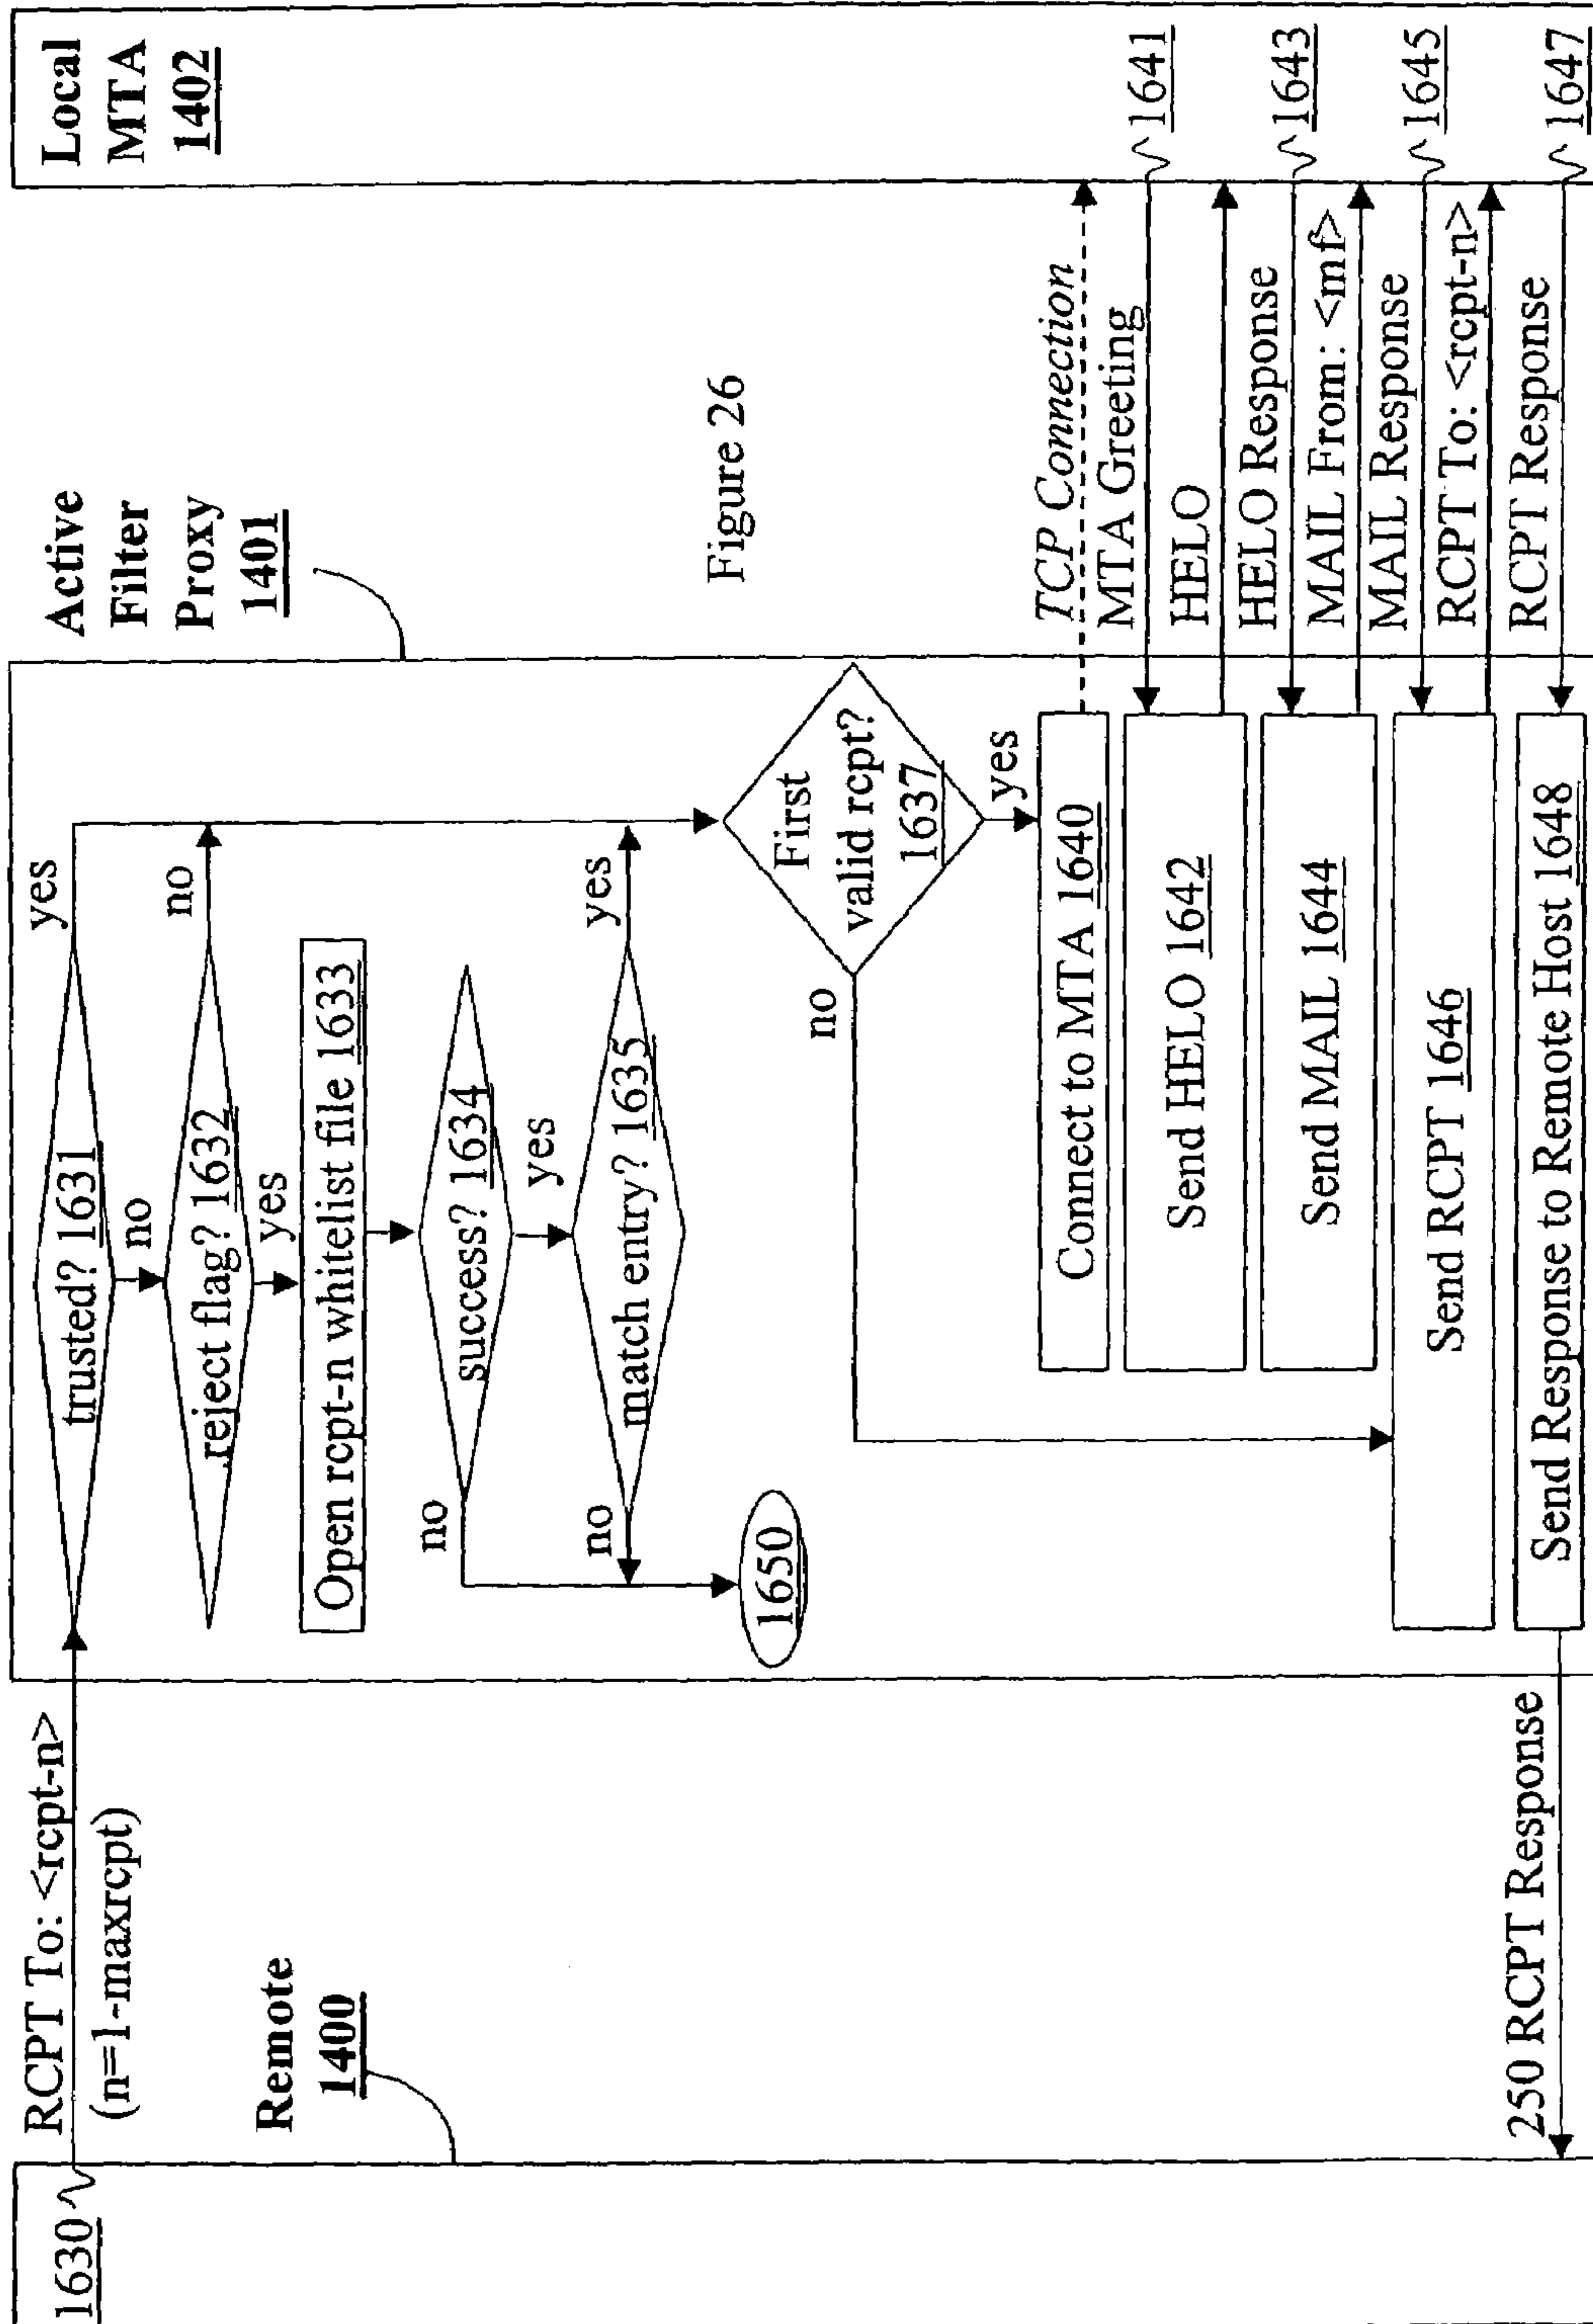 1630
RCPT To: <rcpt-n>
(n=1-maxrcpt)
Remote
1400
250 RCPT Response
Active
Filter
Proxy
1401
trusted? 1631
yes
no
reject flag? 1632
no
yes
Open rcpt-n whitelist file 1633
success? 1634
no
yes
match entry? 1635
no
yes
1650
First
valid rcpt?
1637
no
yes
Connect to MTA 1640
Send HELO 1642
Send MAIL 1644
Send RCPT 1646
Send Response to Remote Host 1648
Figure 26
TCP Connection
MTA Greeting
HELO
HELO Response
MAIL From: <mf>
MAIL Response
RCPT To: <rcpt-n>
RCPT Response
Local
MTA
1402
1641
1643
1645
1647